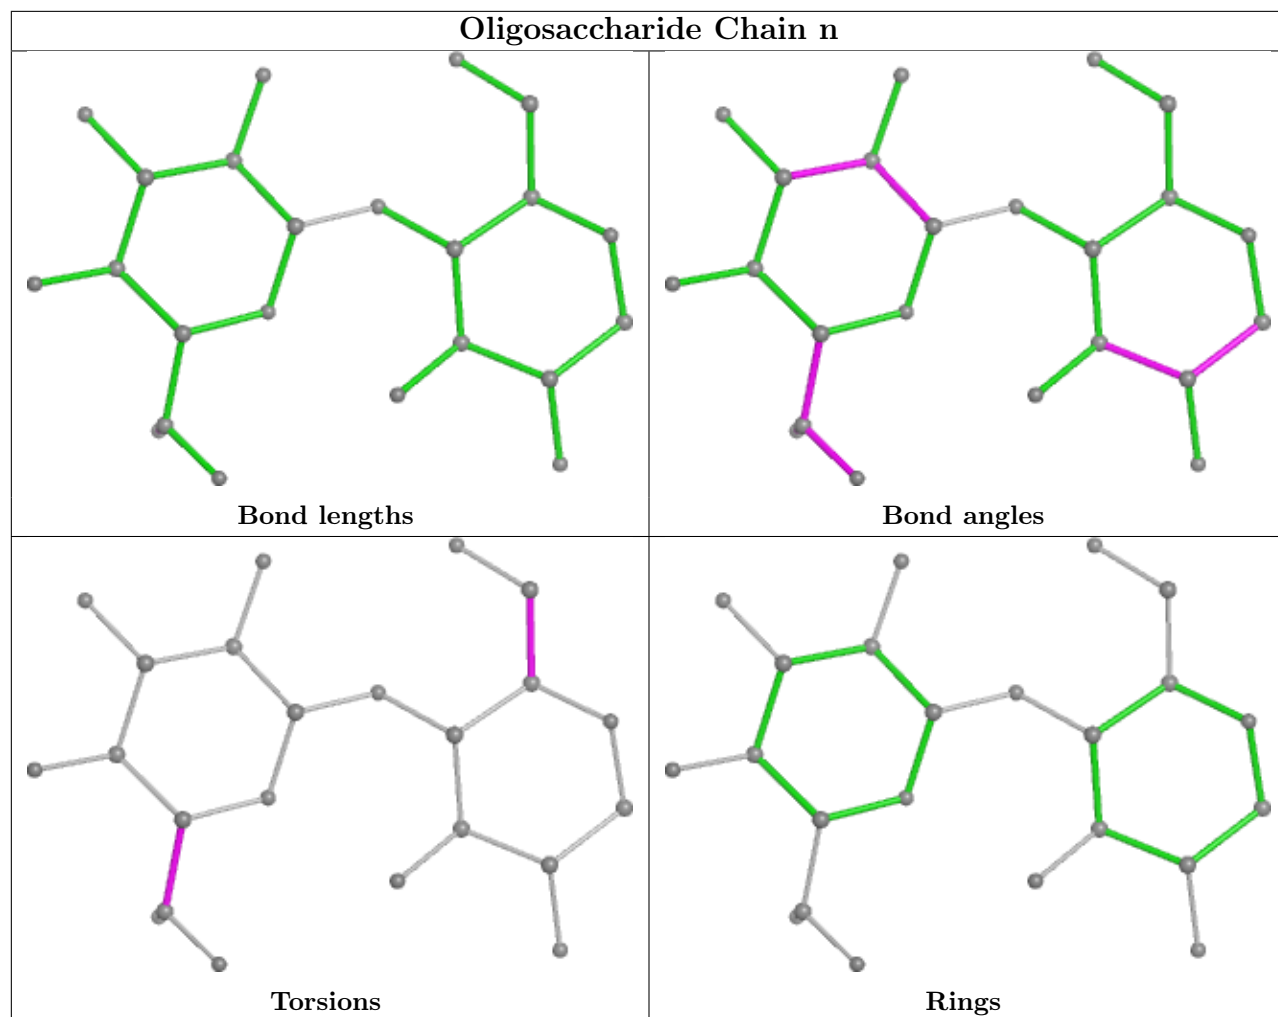 Oligosaccharide Chain n
Bond lengths
Bond angles
Torsions
Rings